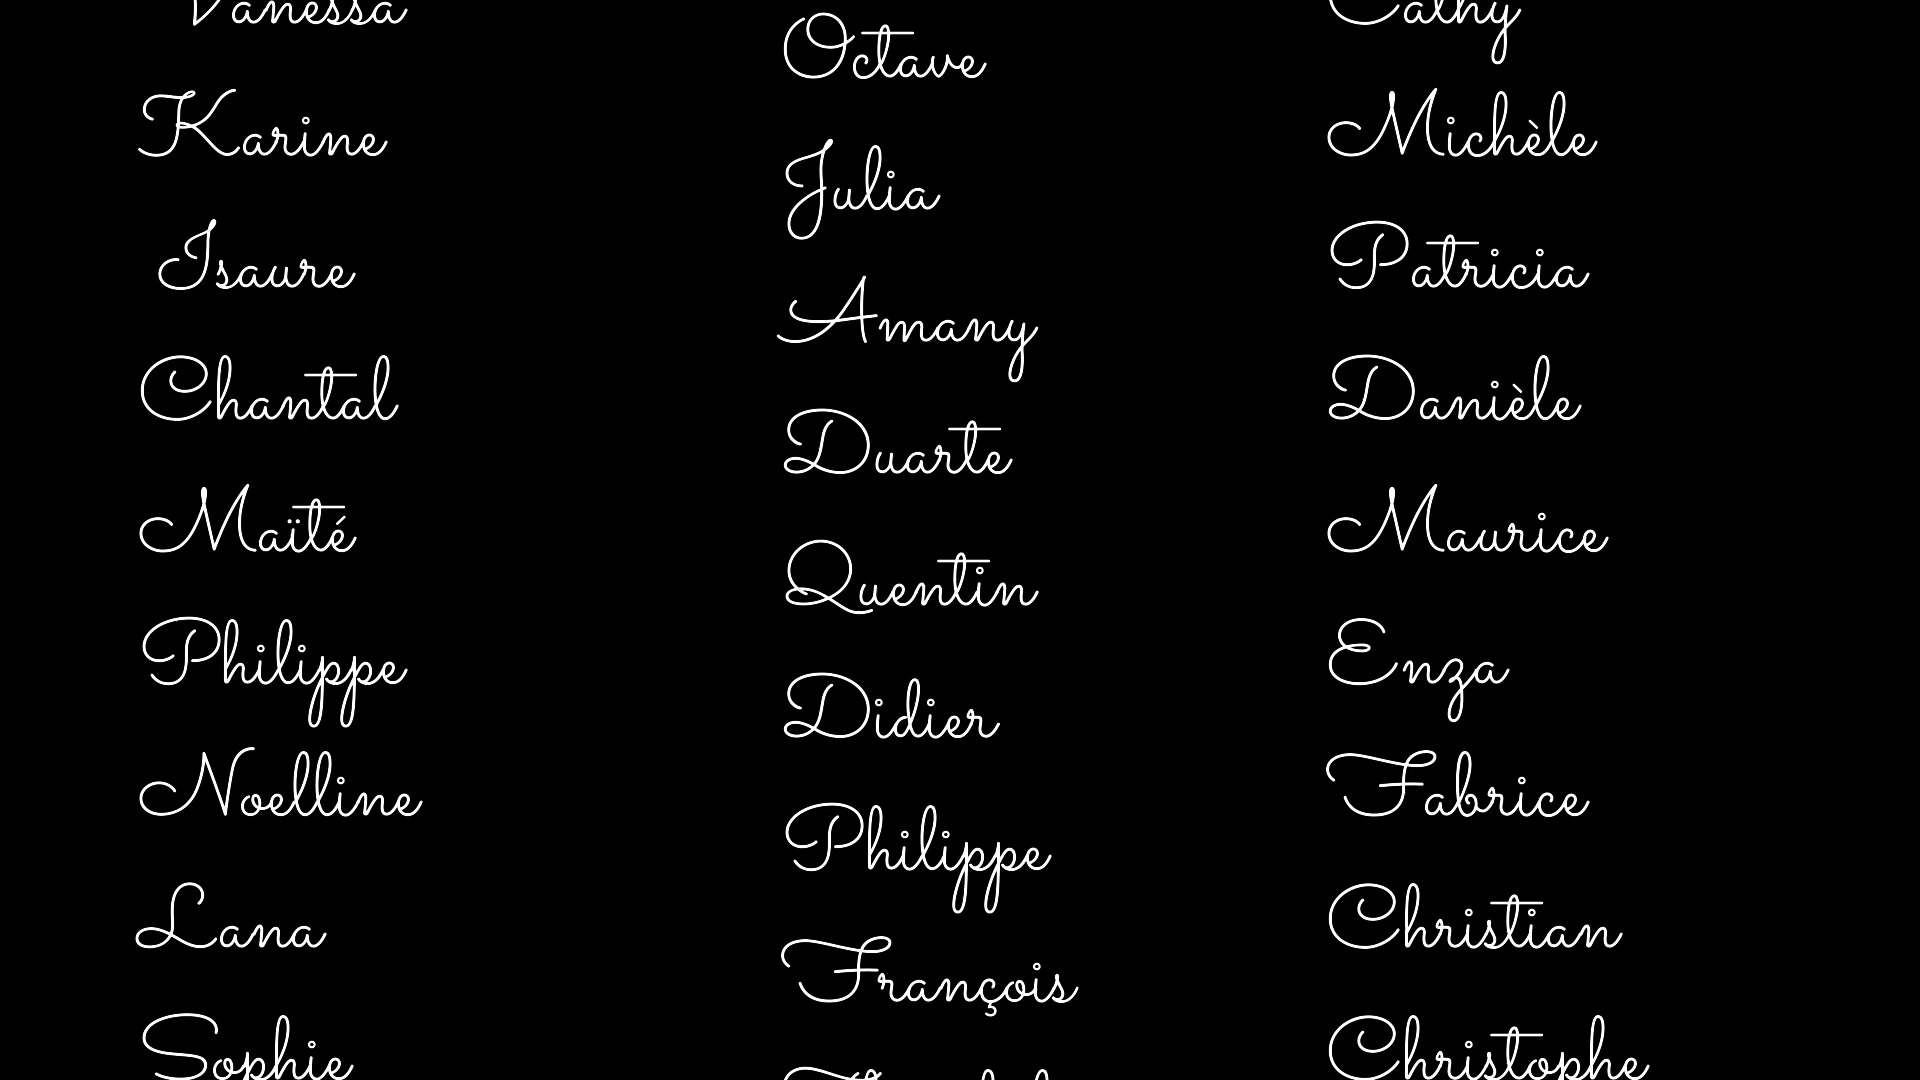 Vanessa
Karine
Isaure
Chantal
Maïté
Philippe
Noelline
Lana
Sophie
Octave
Julia
Amany
Duarte
Quentin
Didier
Philippe
François
Cathy
Michèle
Patricia
Danièle
Maurice
Enza
Fabrice
Christian
Christophe